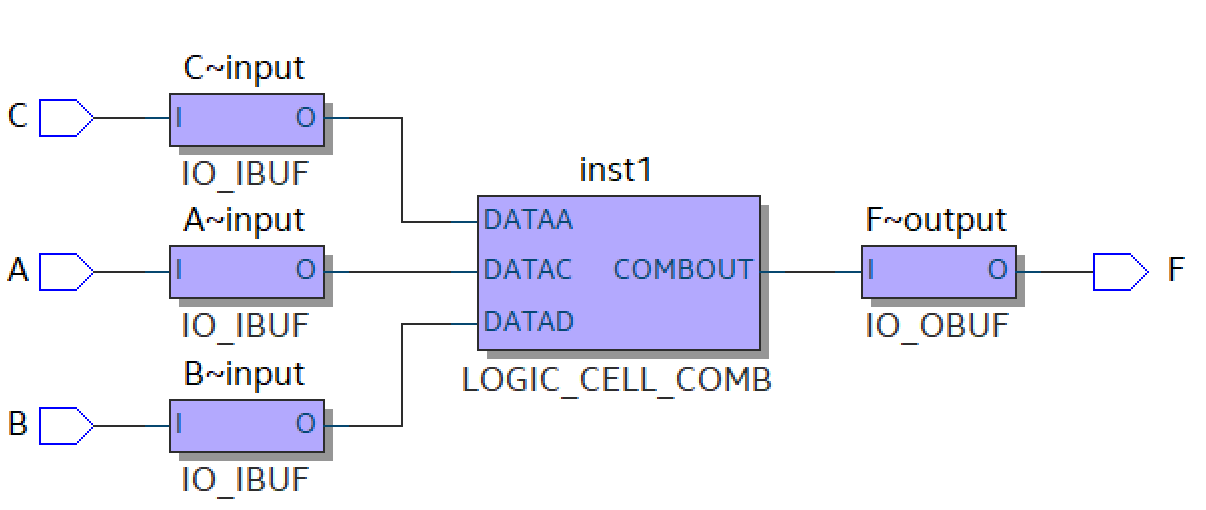 C~input
C
I O
IO_IBUF
inst1
A~input
A
I O
IO_IBUF
DATAA
DATAC COMBOUT
DATAD
LOGIC_CELL_COMB
F~output
I O
F
IO_OBUF
B~input
B
I O
IO_IBUF